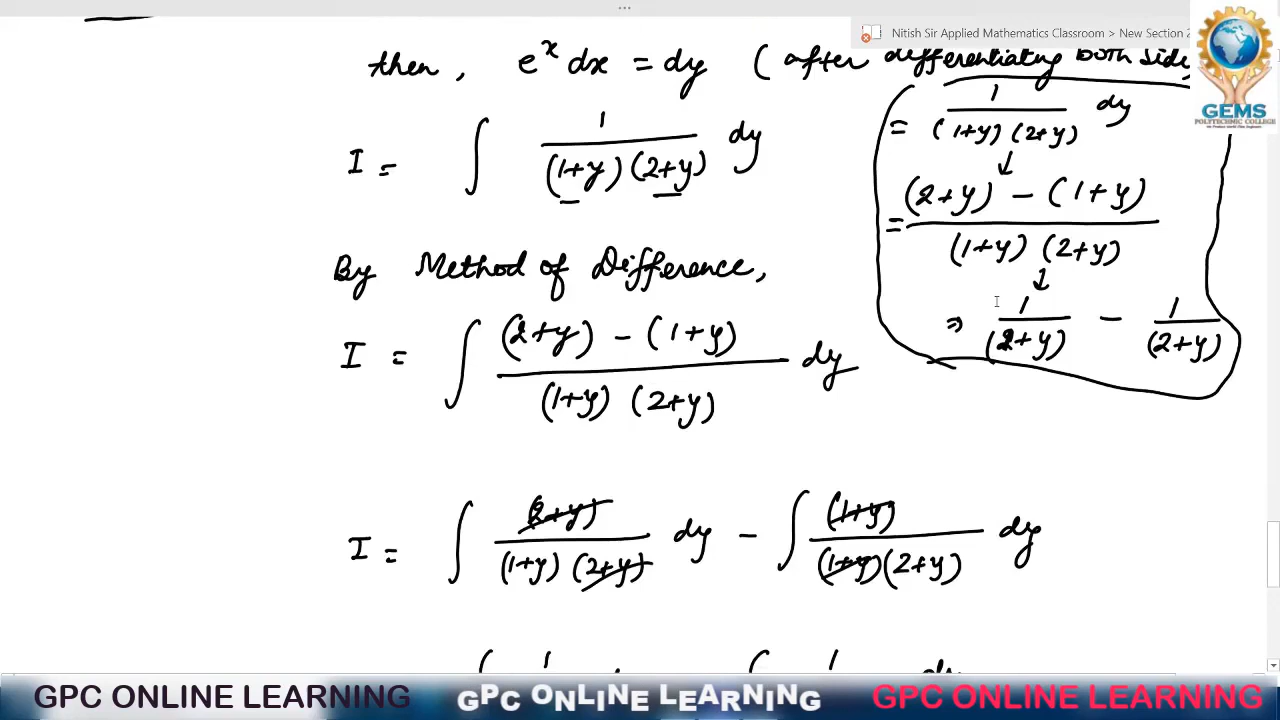 Nitish Sir Applied Mathematics Classroom > New Section 2
GEMS
POLYTECHNIC COLLEGE
then, e^x dx = dy (after differentiating both side
I = ∫ 1/((1+y)(2+y)) dy
By Method of Difference,
I = ∫ ((2+y) - (1+y))/((1+y)(2+y)) dy
I = ∫ (2+y)/((1+y)(2+y)) dy - ∫ (1+y)/((1+y)(2+y)) dy
= 1/((1+y)(2+y)) dy
= ((2+y) - (1+y))/((1+y)(2+y))
⇒ 1/(2+y) - 1/(2+y)
GPC ONLINE LEARNING GPC ONLINE LEARNING GPC ONLINE LEARNING